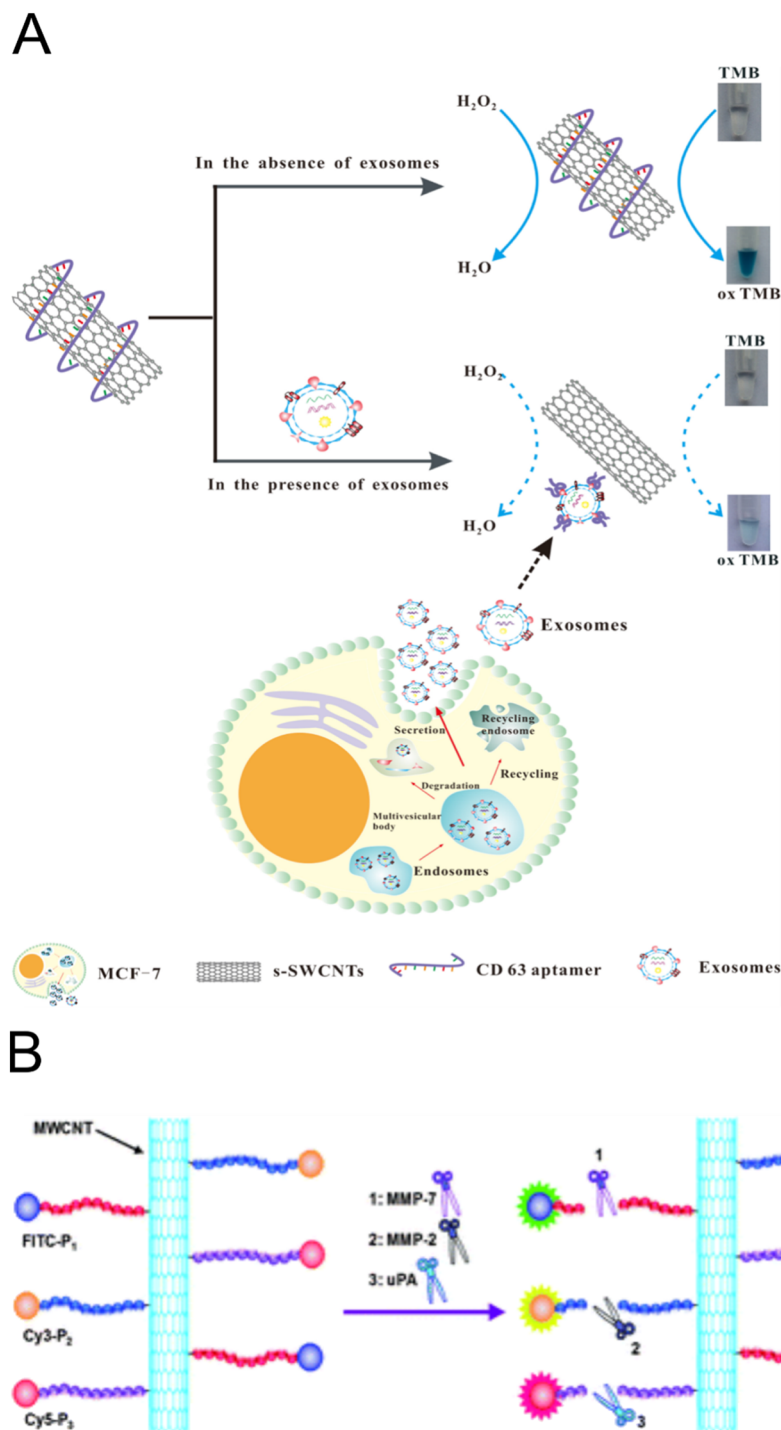 A
TMB
H₂O₂
In the absence of exosomes
H₂O
ox TMB
TMB
H₂O₂
In the presence of exosomes
H₂O
ox TMB
Exosomes
Secretion
Recycling
endosome
Degradation
Recycling
Multivesicular
body
Endosomes
MCF-7
s-SWCNTs
CD 63 aptamer
Exosomes
B
MWCNT
FITC-P₁
Cy3-P₂
Cy5-P₃
1: MMP-7
2: MMP-2
3: uPA
1
2
3